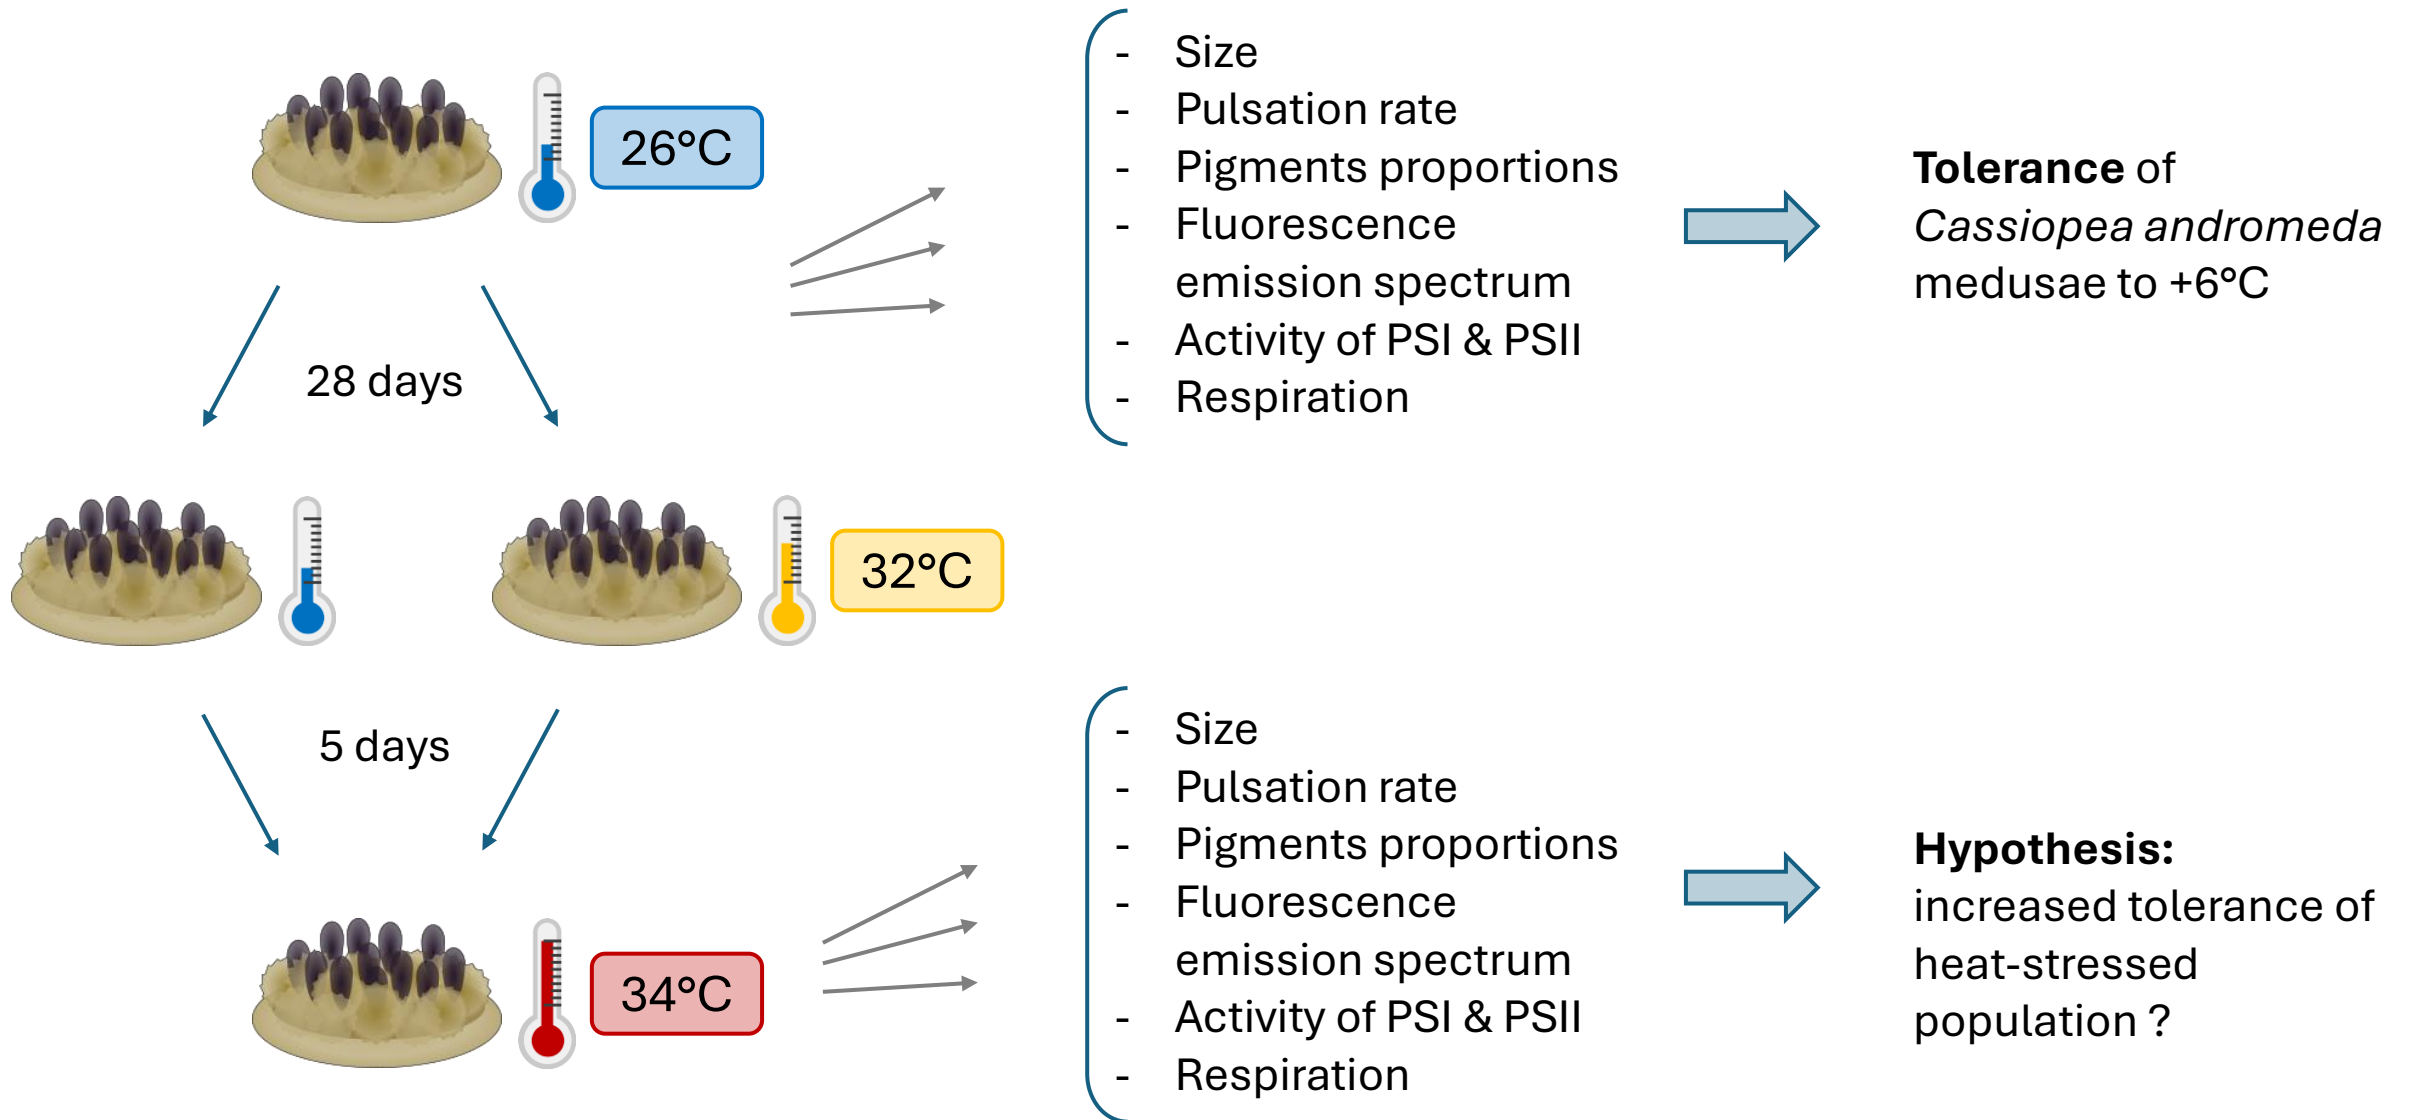 26°C
- Size
- Pulsation rate
- Pigments proportions
- Fluorescence
emission spectrum
- Activity of PSI & PSII
- Respiration
Tolerance of
Cassiopea andromeda
medusae to +6°C
28 days
32°C
5 days
34°C
- Size
- Pulsation rate
- Pigments proportions
- Fluorescence
emission spectrum
- Activity of PSI & PSII
- Respiration
Hypothesis:
increased tolerance of
heat-stressed
population ?